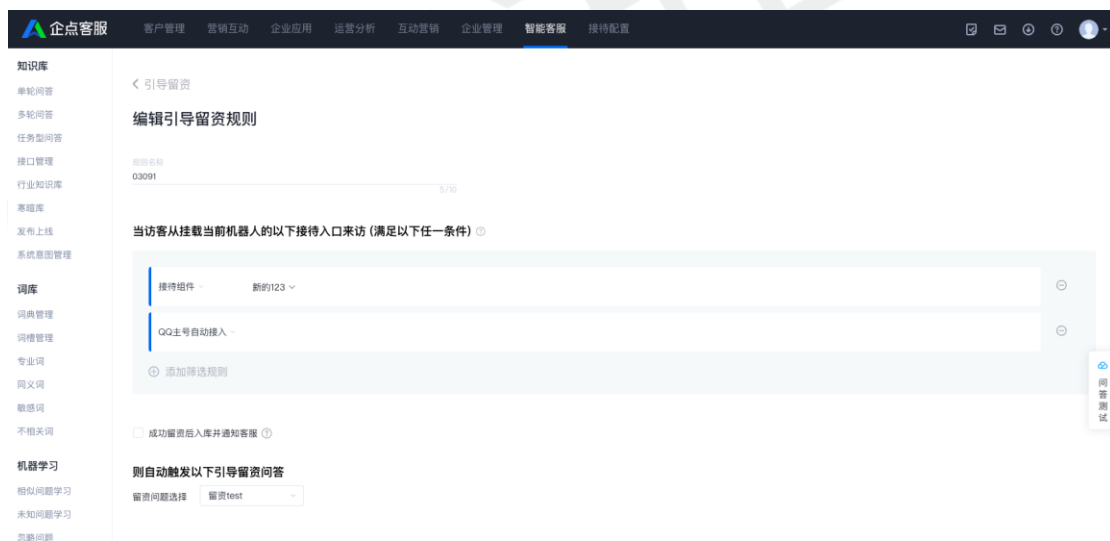 企点客服 客户管理 营销互动 企业应用 运营分析 互动营销 企业管理 智能客服 接待配置
知识库
单轮问答
多轮问答
任务型问答
接口管理
行业知识库
寒暄库
发布上线
系统意图管理
词库
词典管理
词槽管理
专业词
同义词
敏感词
不相关词
机器学习
相似问题学习
未知问题学习
忽略问题
引导留资
编辑引导留资规则
规则名称
03091
5/10
当访客从挂载当前机器人的以下接待入口来访 (满足以下任一条件)
接待组件 新的123
QQ主号自动接入
添加筛选规则
成功留资后入库并通知客服
则自动触发以下引导留资问答
留资问题选择 留资test
问答测试